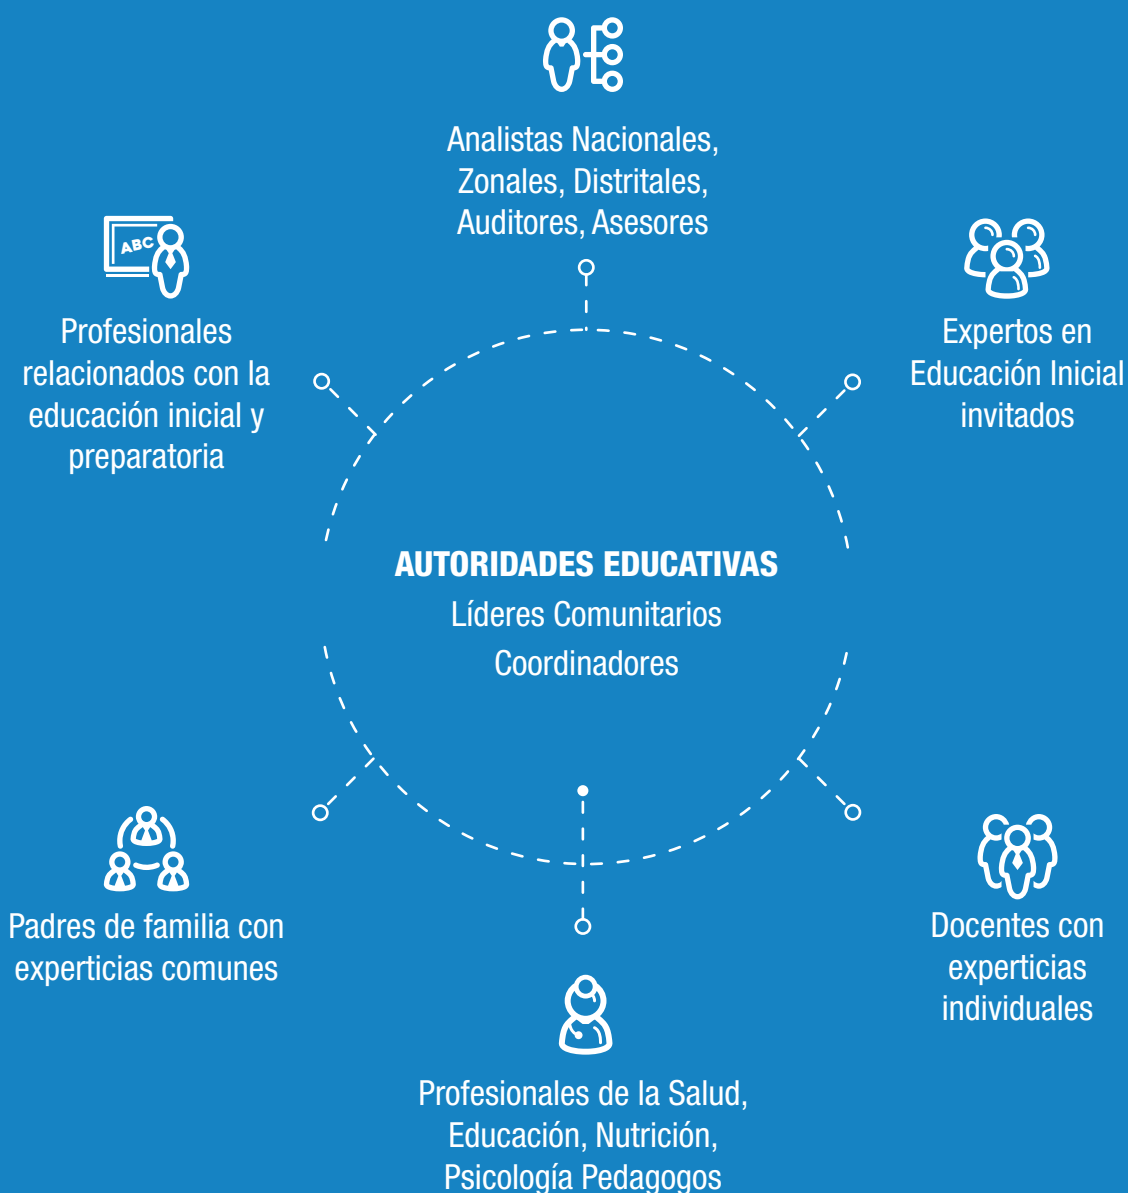 Analistas Nacionales,
Zonales, Distritales,
Auditores, Asesores
ABC
Profesionales
relacionados con la
educación inicial y
preparatoria
Expertos en
Educación Inicial
invitados
AUTORIDADES EDUCATIVAS
Líderes Comunitarios
Coordinadores
Padres de familia con
experticias comunes
Docentes con
experticias
individuales
Profesionales de la Salud,
Educación, Nutrición,
Psicología Pedagogos